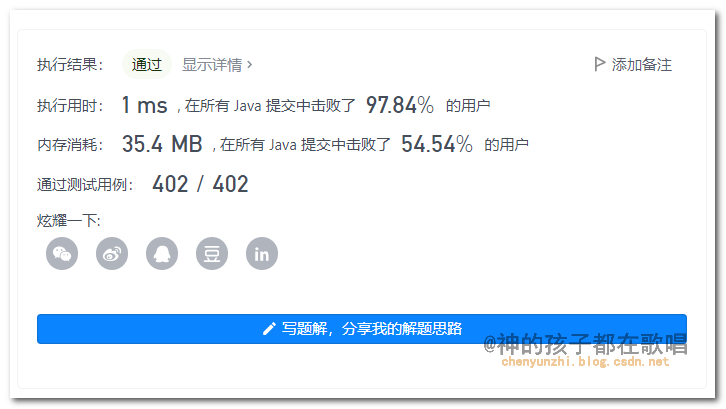 执行结果： 通过 显示详情 › 添加备注
执行用时： 1 ms , 在所有 Java 提交中击败了 97.84% 的用户
内存消耗： 35.4 MB , 在所有 Java 提交中击败了 54.54% 的用户
通过测试用例： 402 / 402
炫耀一下:
豆 in
写题解，分享我的解题思路
@神的孩子都在歌唱
chenyunzhi.blog.csdn.net